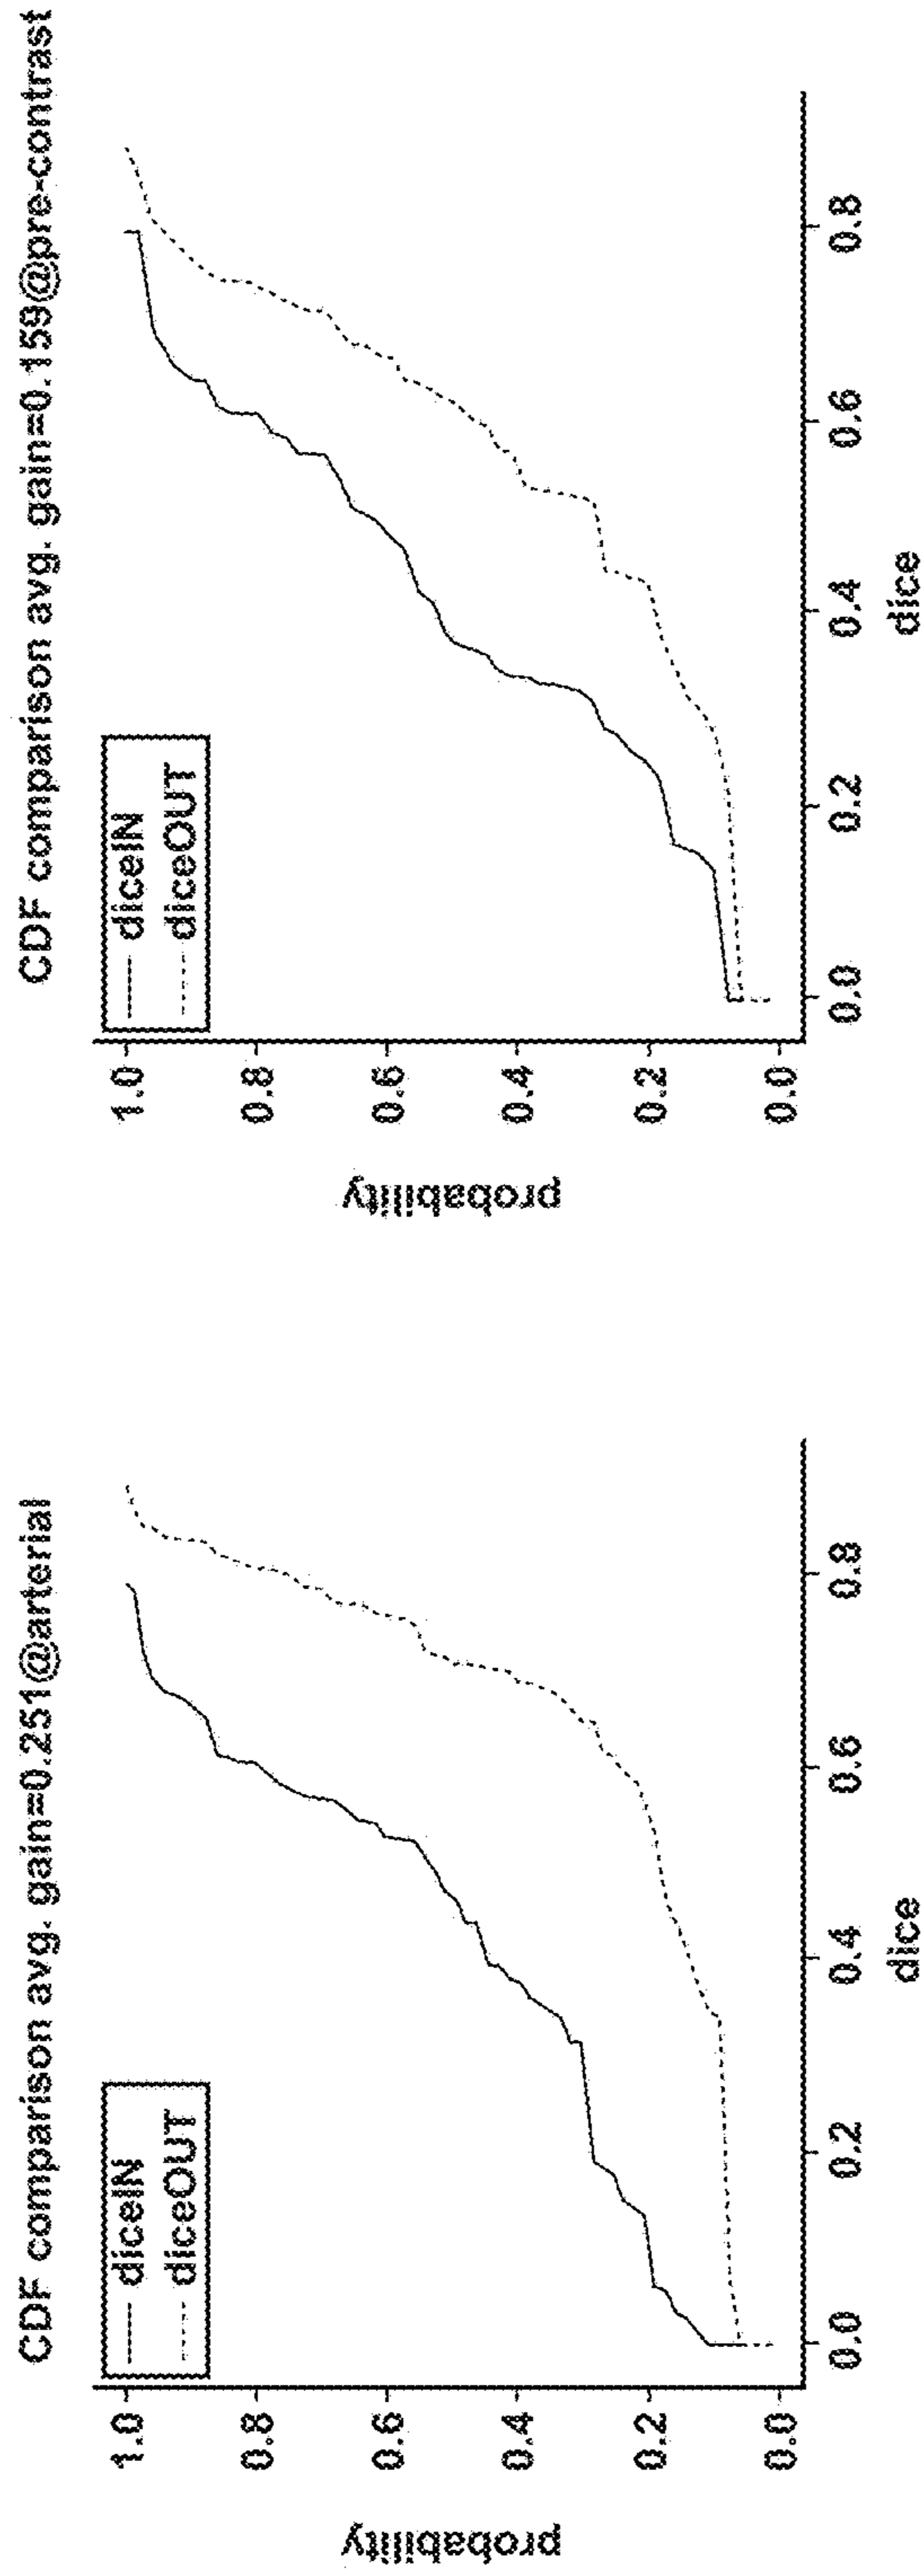 CDF comparison avg. gain=0.251@arterial
diceIN
diceOUT
probability
1.0
0.8
0.6
0.4
0.2
0.0
0.0
0.2
0.4
0.6
0.8
dice
CDF comparison avg. gain=0.159@pre-contrast
diceIN
diceOUT
probability
1.0
0.8
0.6
0.4
0.2
0.0
0.0
0.2
0.4
0.6
0.8
dice